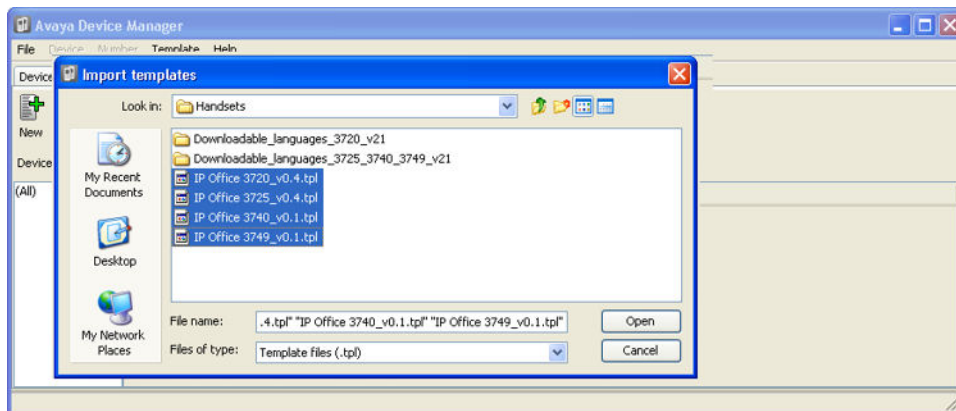 Avaya Device Manager
File Device Number Template Help
Device
Import templates
Look in: Handsets
New
Device
(All)
My Recent Documents
Desktop
My Network Places
Downloadable_languages_3720_v21
Downloadable_languages_3725_3740_3749_v21
IP Office 3720_v0.4.tpl
IP Office 3725_v0.4.tpl
IP Office 3740_v0.1.tpl
IP Office 3749_v0.1.tpl
File name: .4.tpl" "IP Office 3740_v0.1.tpl" "IP Office 3749_v0.1.tpl" Open
Files of type: Template files (.tpl) Cancel